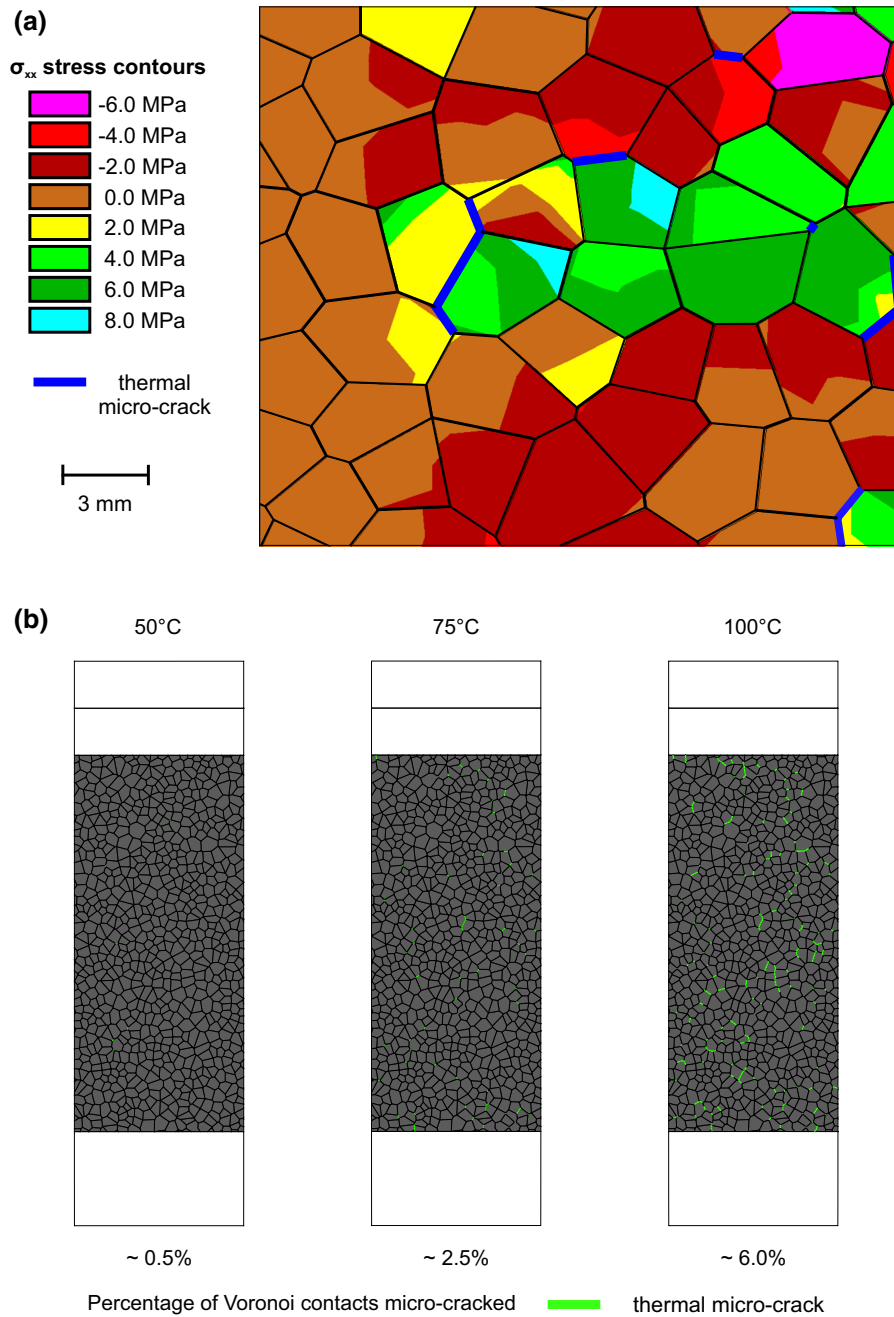 (a)
σxx stress contours
-6.0 MPa
-4.0 MPa
-2.0 MPa
0.0 MPa
2.0 MPa
4.0 MPa
6.0 MPa
8.0 MPa
thermal
micro-crack
3 mm
(b)
50°C 75°C 100°C
~ 0.5% ~ 2.5% ~ 6.0%
Percentage of Voronoi contacts micro-cracked thermal micro-crack